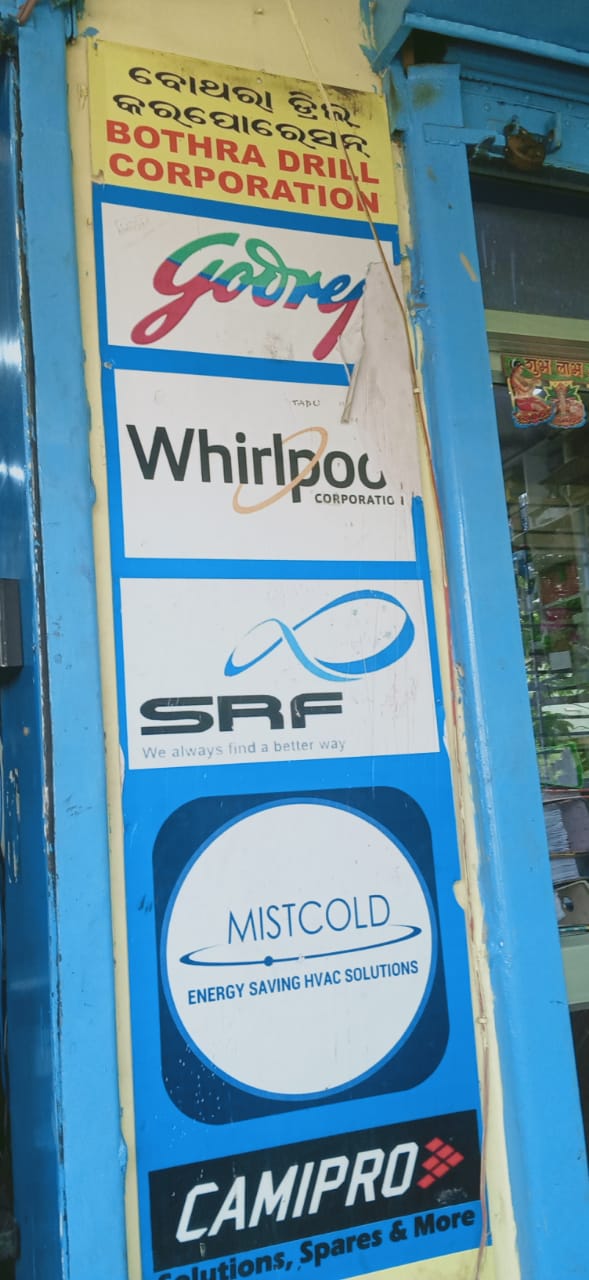 ବୋଥରା ଡ୍ରିଲ୍
କରପୋରେସନ୍
BOTHRA DRILL
CORPORATION
Godrej
TAPU
Whirlpool
CORPORATION
SRF
We always find a better way
MISTCOLD
ENERGY SAVING HVAC SOLUTIONS
CAMIPRO
Solutions, Spares & More
शुभ लाभ